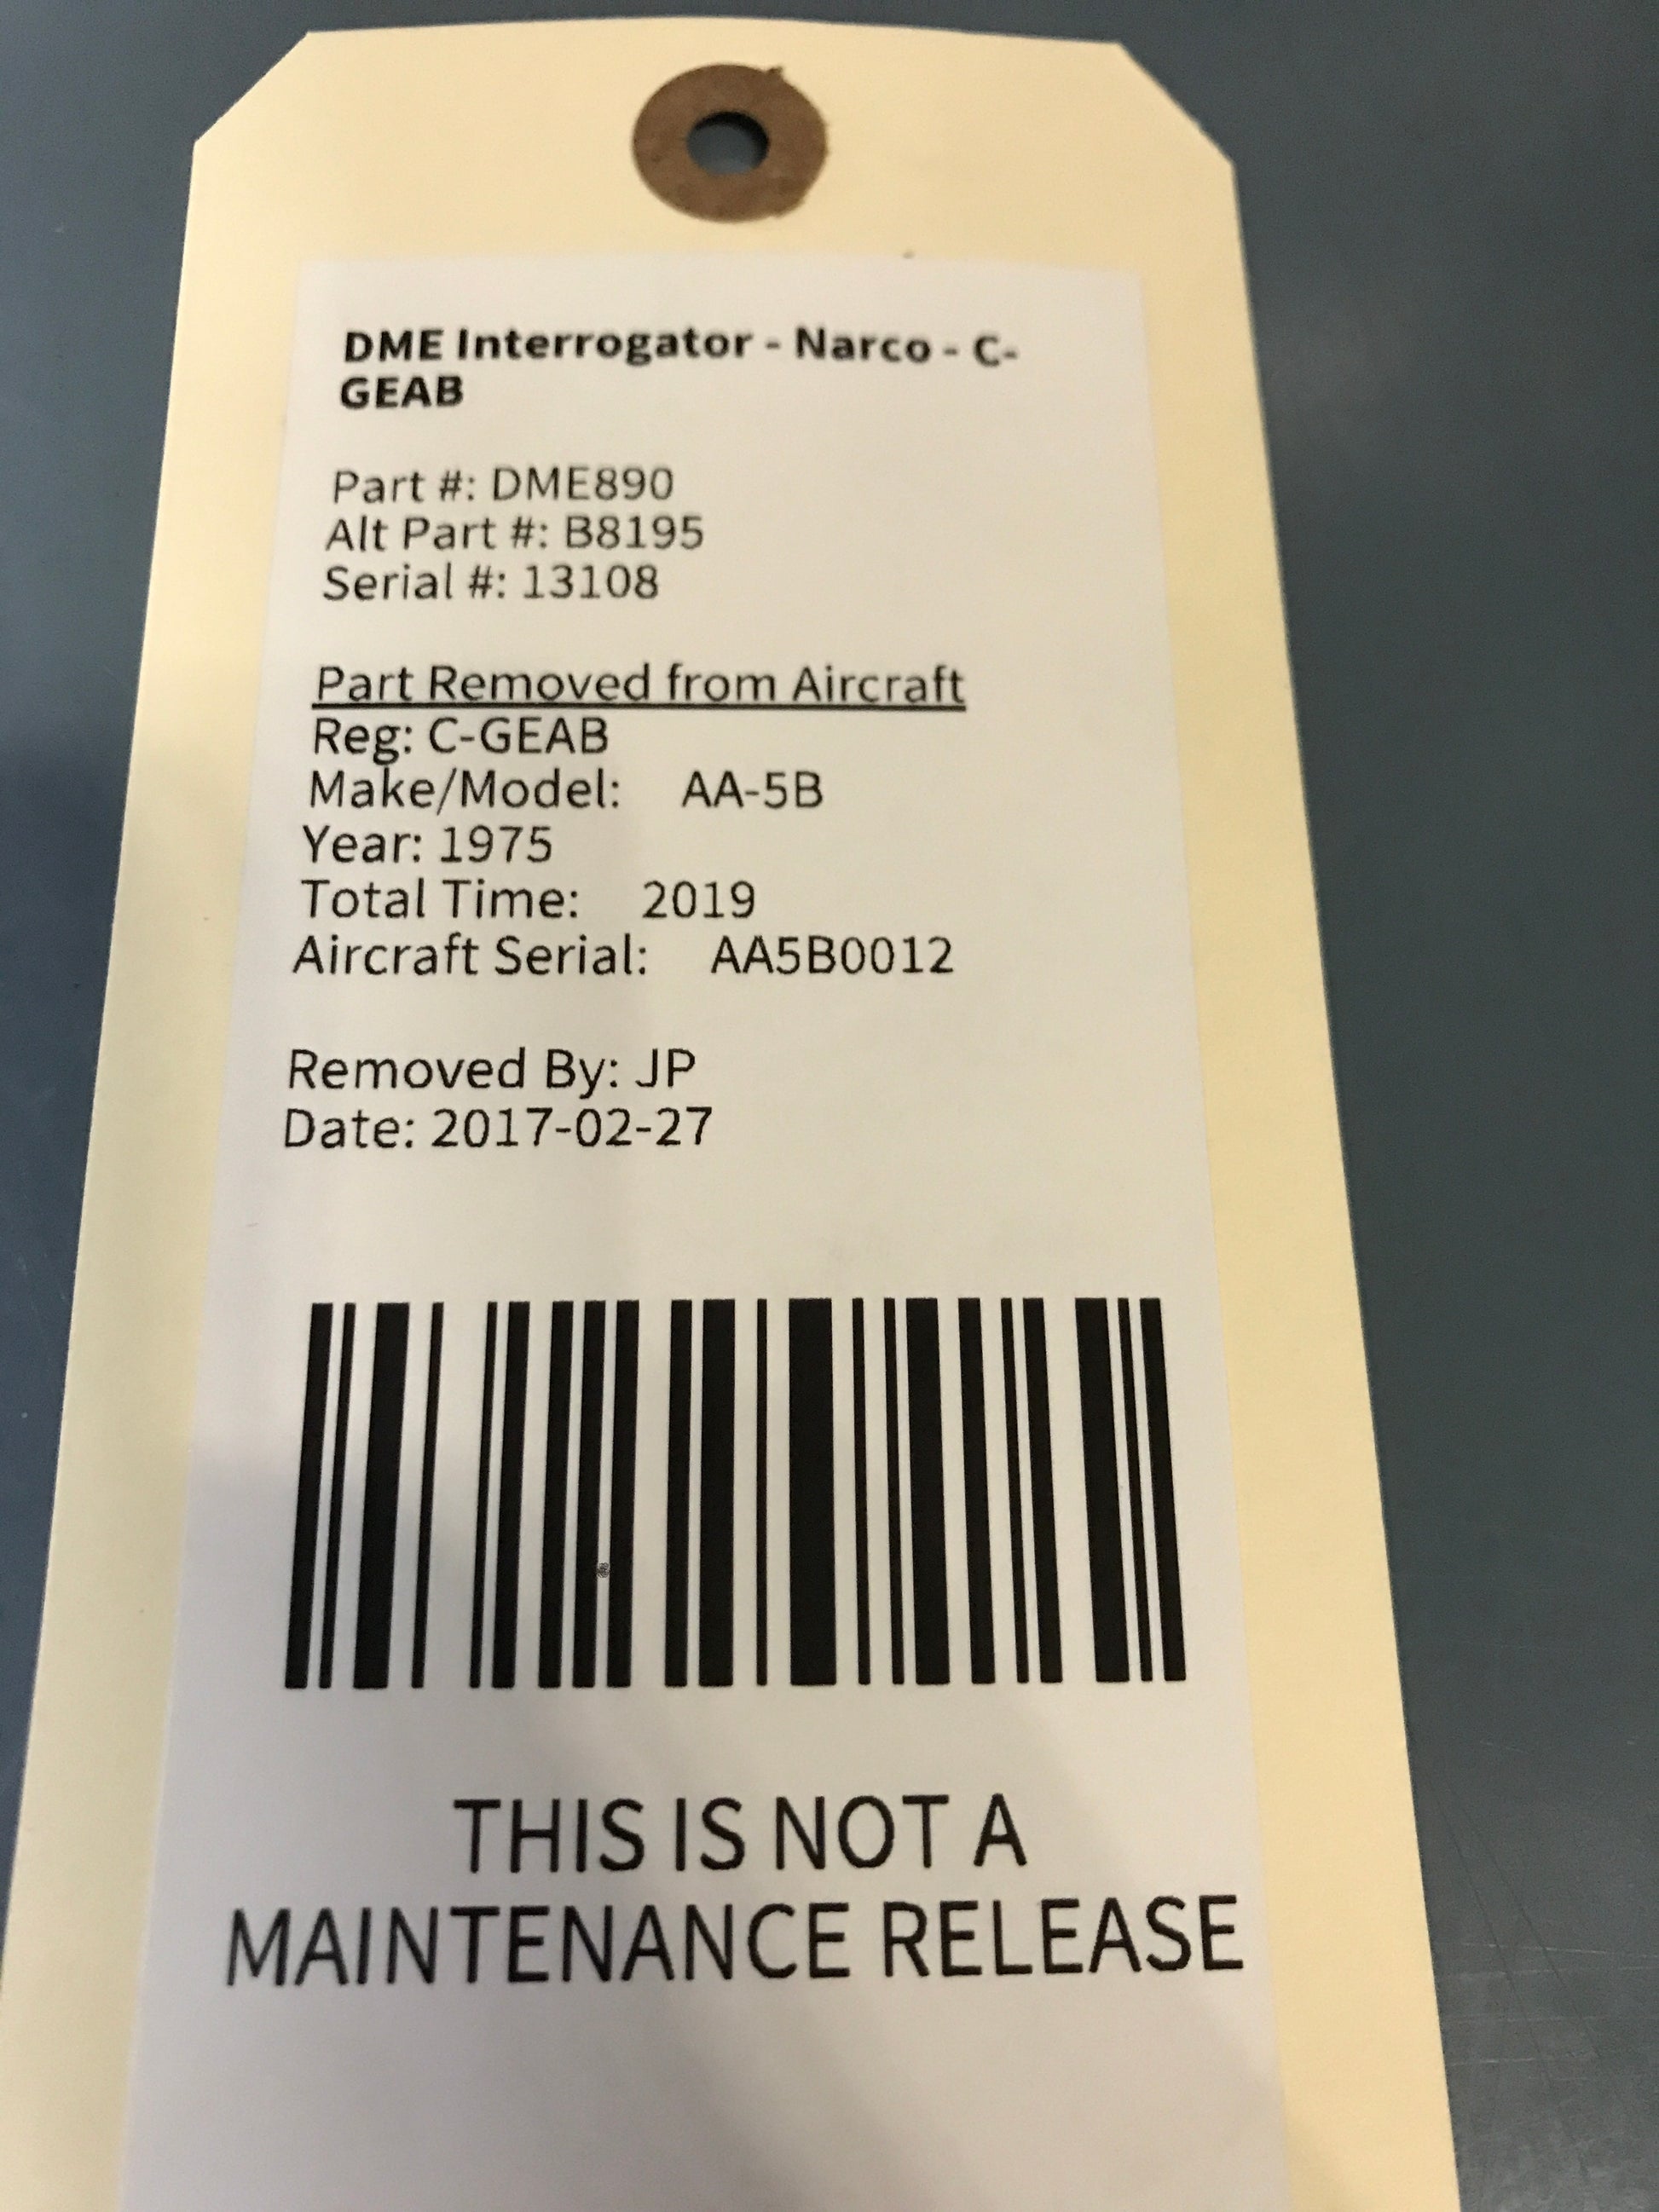 DME Interrogator - Narco - C-
GEAB
Part #: DME890
Alt Part #: B8195
Serial #: 13108
Part Removed from Aircraft
Reg: C-GEAB
Make/Model: AA-5B
Year: 1975
Total Time: 2019
Aircraft Serial: AA5B0012
Removed By: JP
Date: 2017-02-27
THIS IS NOT A
MAINTENANCE RELEASE